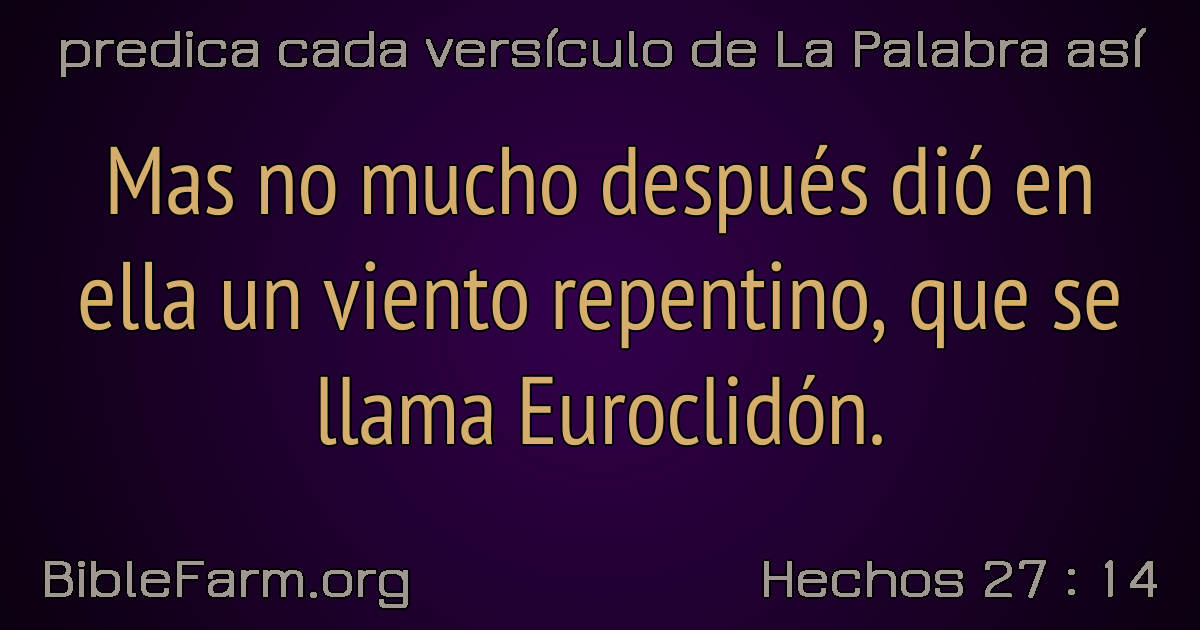 predica cada versículo de La Palabra así
Mas no mucho después dió en
ella un viento repentino, que se
llama Euroclidón.
BibleFarm.org
Hechos 27 : 14